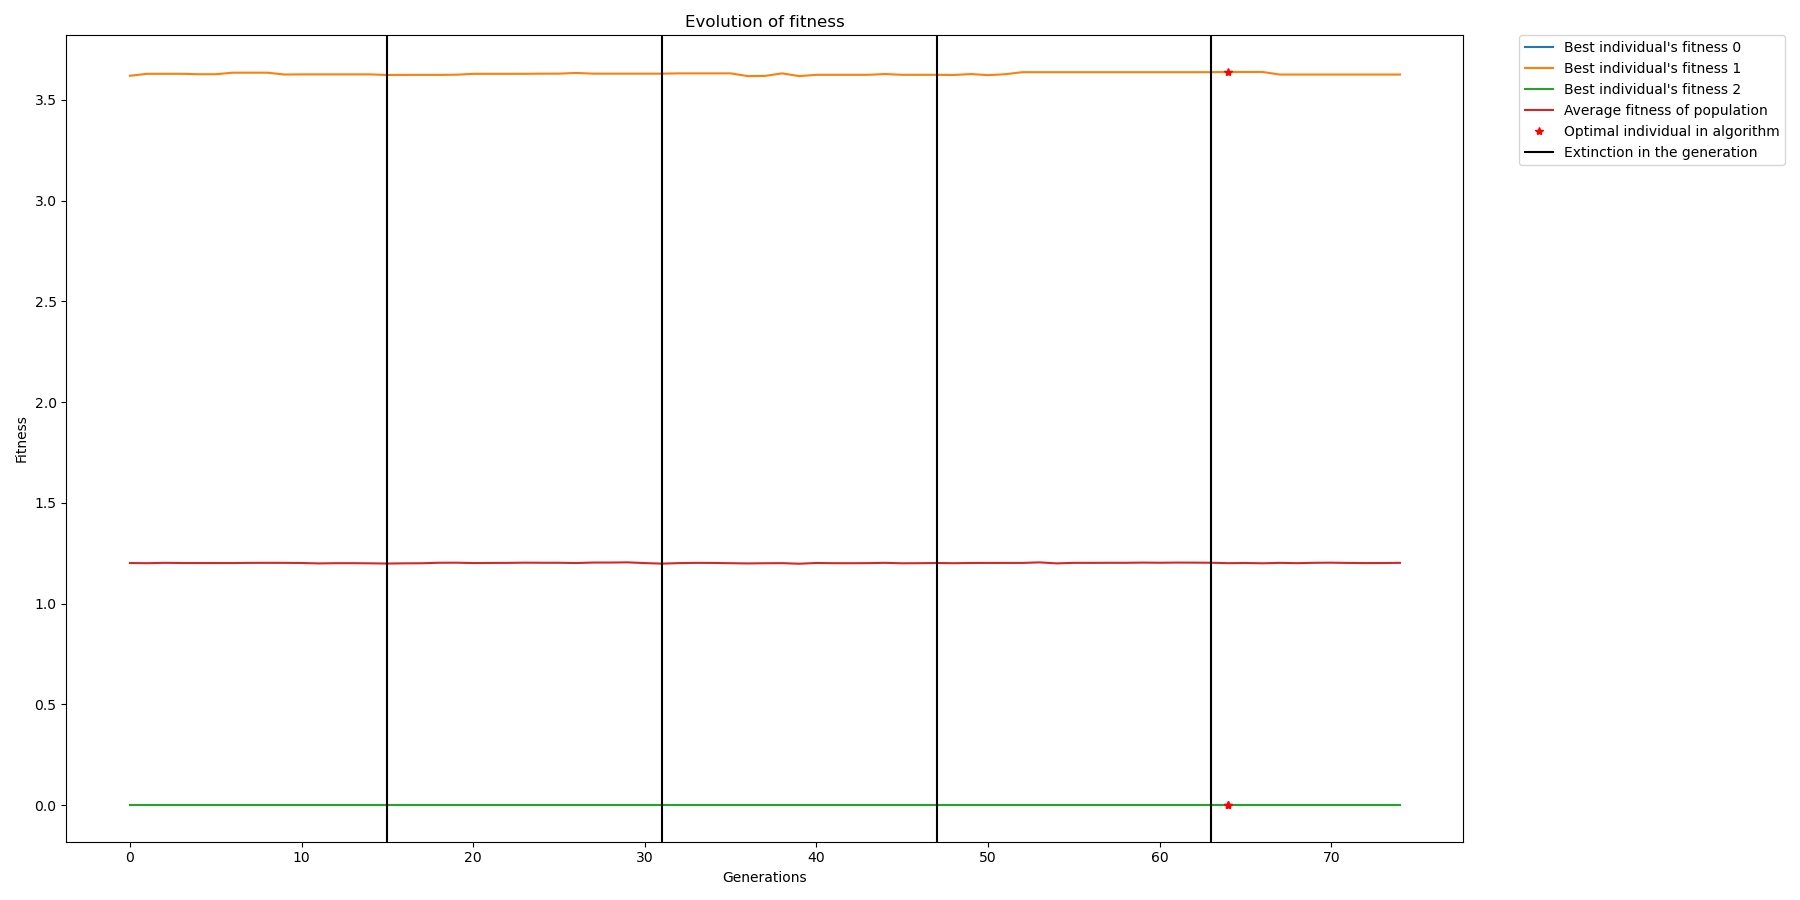 Evolution of fitness
Best individual's fitness 0
Best individual's fitness 1
Best individual's fitness 2
Average fitness of population
Optimal individual in algorithm
Extinction in the generation
Fitness
3.5
3.0
2.5
2.0
1.5
1.0
0.5
0.0
0 10 20 30 40 50 60 70
Generations